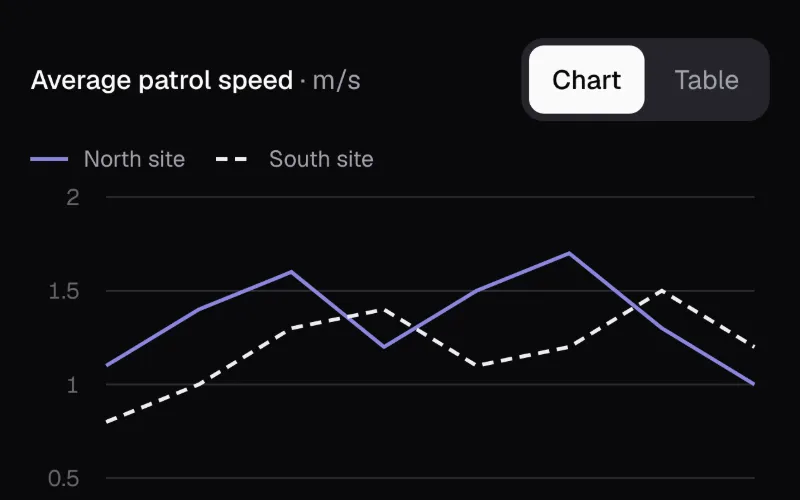 Average patrol speed · m/s
Chart
Table
North site
South site
2
1.5
1
0.5